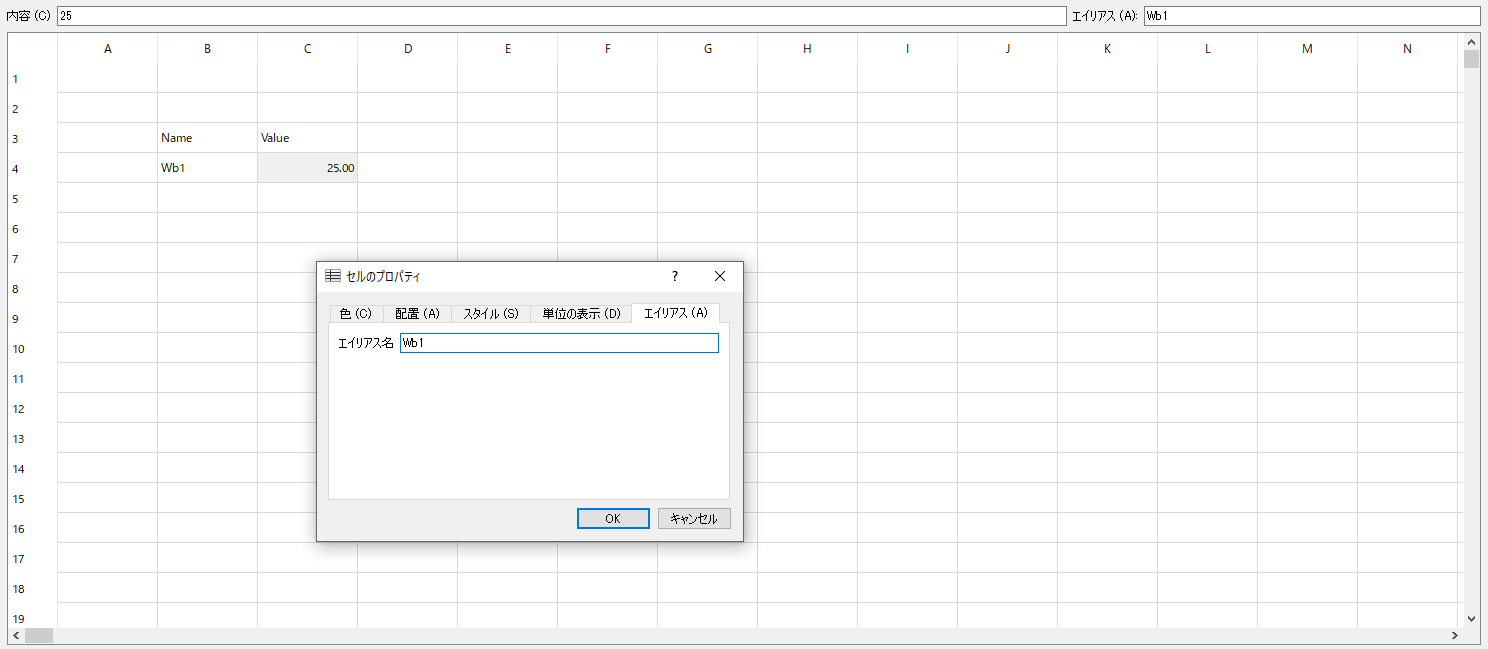 内容 (C) 25 エイリアス (A): Wb1
A B C D E F G H I J K L M N
1
2
3 Name Value
4 Wb1 25.00
5
6
7
8
9
10
11
12
13
14
15
16
17
18
19
セルのプロパティ ? ×
色 (C) 配置 (A) スタイル (S) 単位の表示 (D) エイリアス (A)
エイリアス名 Wb1
OK キャンセル